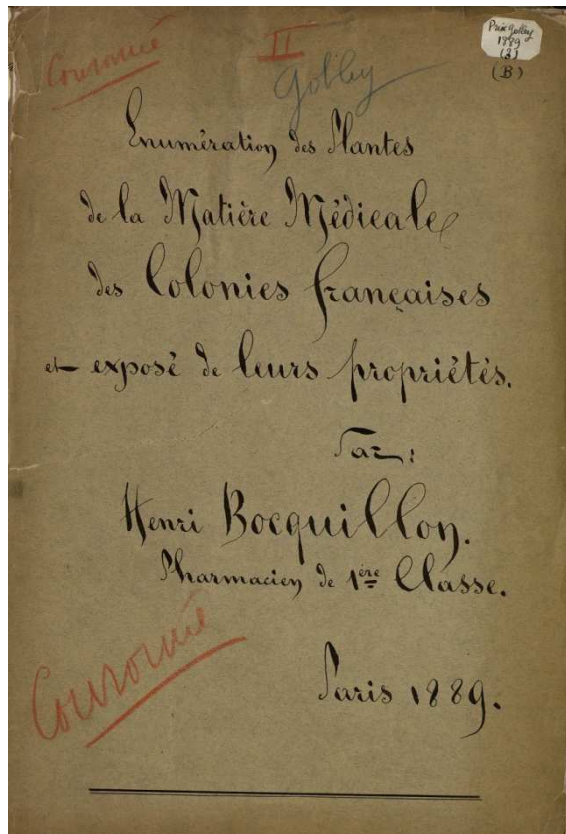 Couronné
II
Gobley
Prix Gobley
1889
(3)
(B)
Enumération des Plantes
de la Matière Médicale
des Colonies françaises
et exposé de leurs propriétés.
Par :
Henri Bocquillon.
Pharmacien de 1ère Classe.
Couronné
Paris 1889.